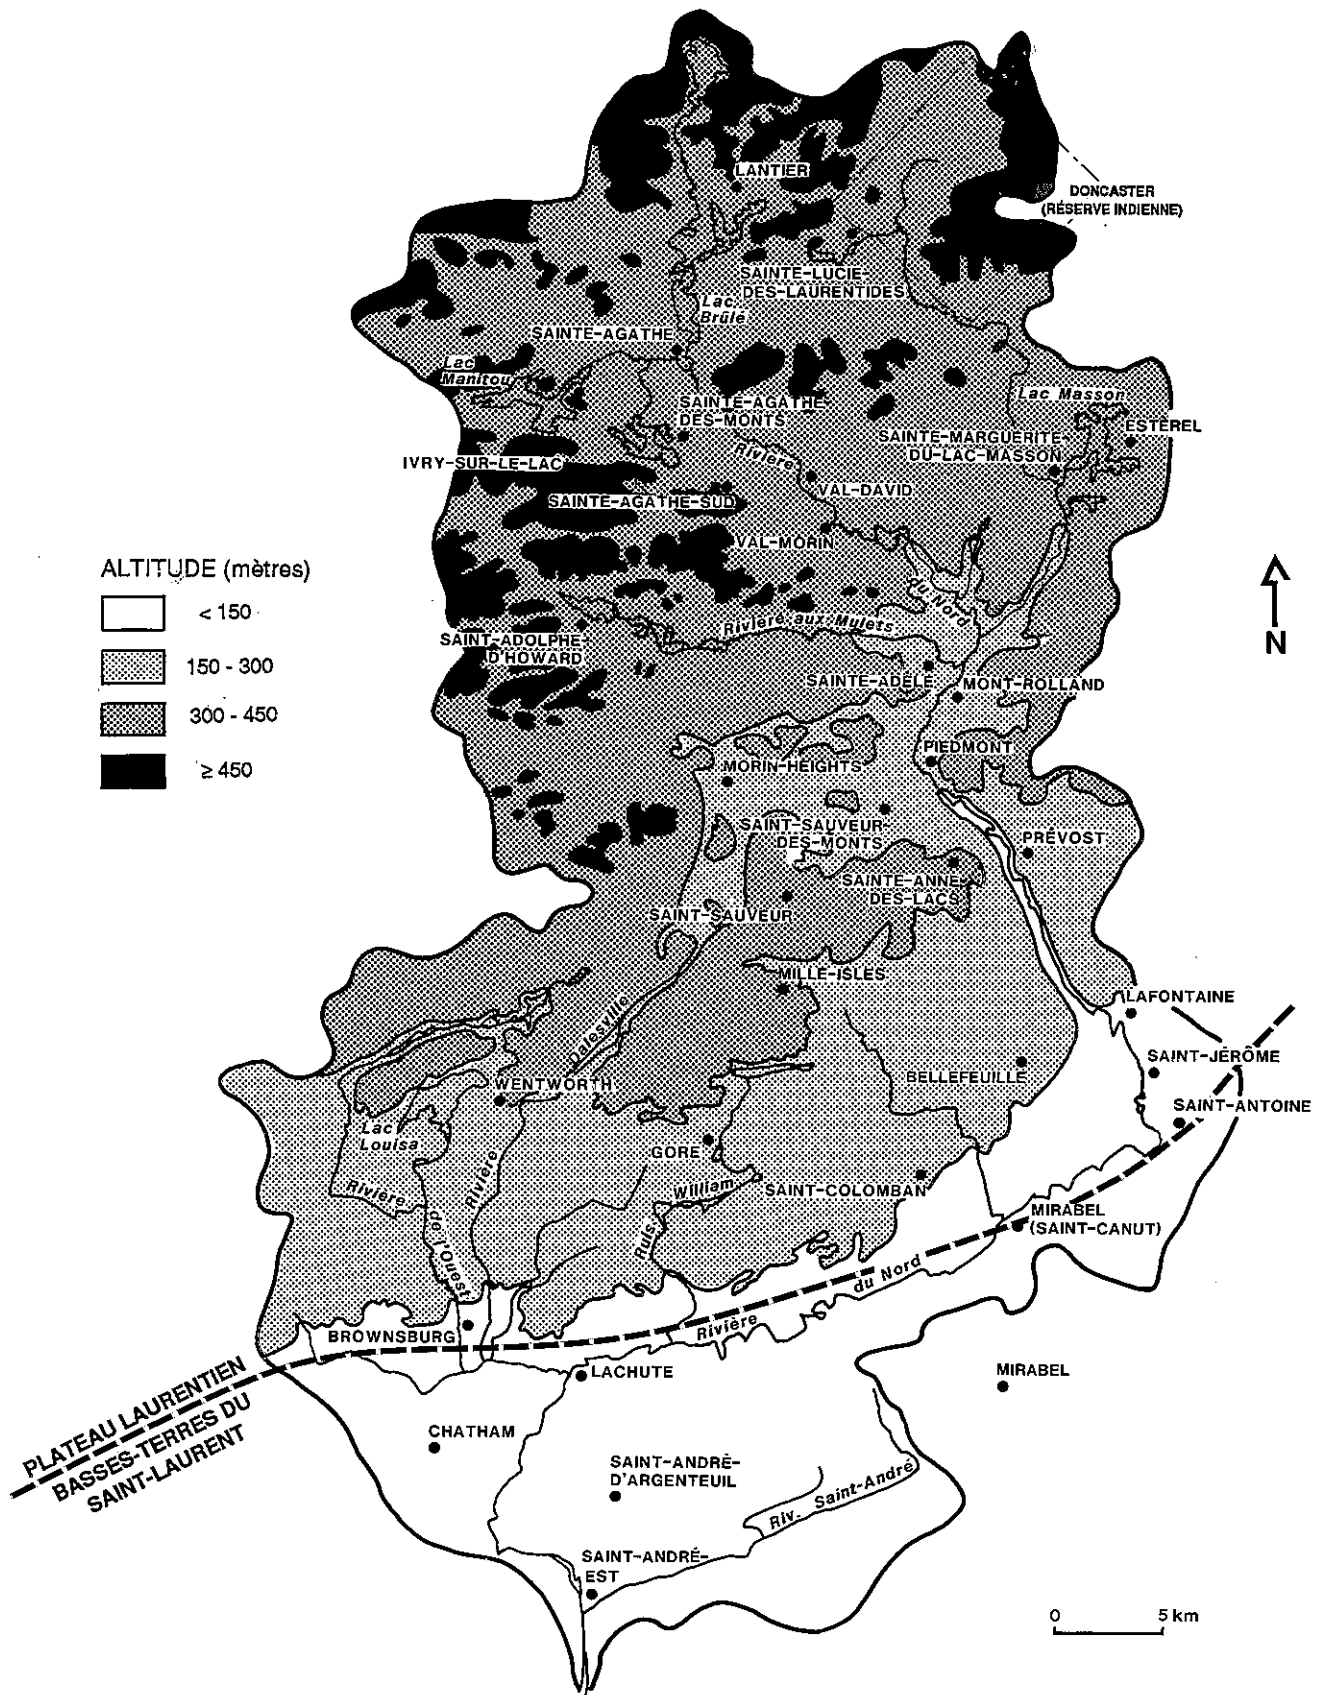 LANTIER
DONCASTER
(RÉSERVE INDIENNE)
SAINTE-LUCIE-
DES-LAURENTIDES
Lac
Brûlé
SAINTE-AGATHE
Lac
Manitou
SAINTE-AGATHE
DES-MONTS
Lac Masson
ESTÉREL
SAINTE-MARGUERITE-
DU-LAC-MASSON
IVRY-SUR-LE-LAC
Rivière
VAL-DAVID
SAINTE-AGATHE-SUD
VAL-MORIN
du Nord
ALTITUDE (mètres)
< 150
150 - 300
300 - 450
≥ 450
N
Rivière aux Mulets
SAINT-ADOLPHE-
D'HOWARD
SAINTE-ADÈLE
MONT-ROLLAND
PIEDMONT
MORIN-HEIGHTS
SAINT-SAUVEUR-
DES-MONTS
PRÉVOST
SAINTE-ANNE-
DES-LACS
SAINT-SAUVEUR
MILLE-ISLES
LAFONTAINE
Dalesville
SAINT-JÉRÔME
BELLEFEUILLE
WENTWORTH
SAINT-ANTOINE
Lac
Louisa
GORE
Rivière
Rivière
William
SAINT-COLOMBAN
de l'Ouest
Ruis
MIRABEL
(SAINT-CANUT)
du Nord
Rivière
BROWNSBURG
LACHUTE
MIRABEL
PLATEAU LAURENTIEN
BASSES-TERRES DU
SAINT-LAURENT
CHATHAM
SAINT-ANDRÉ-
D'ARGENTEUIL
Riv. Saint-André
SAINT-ANDRÉ-
EST
0 5 km